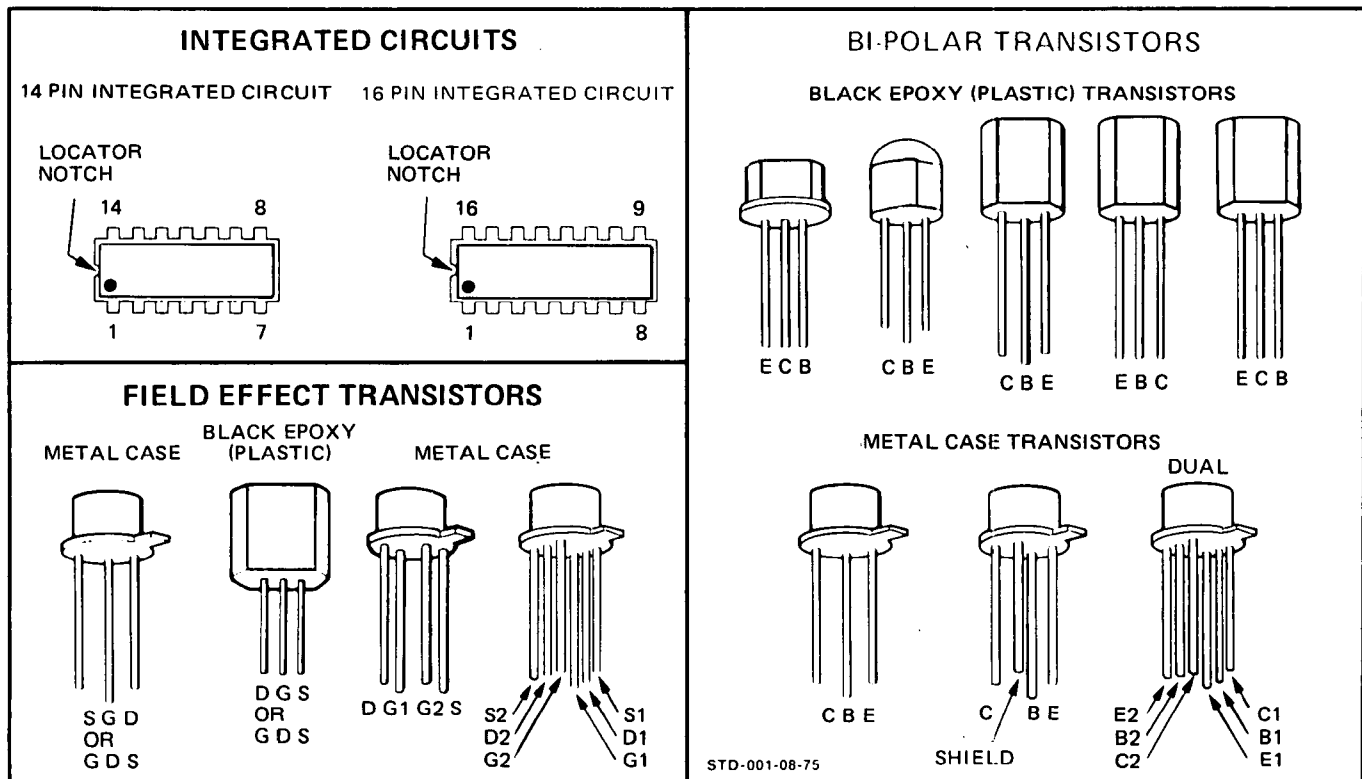 INTEGRATED CIRCUITS
14 PIN INTEGRATED CIRCUIT
16 PIN INTEGRATED CIRCUIT
LOCATOR
NOTCH
14 8
1 7
LOCATOR
NOTCH
16 9
1 8
FIELD EFFECT TRANSISTORS
METAL CASE
BLACK EPOXY
(PLASTIC)
METAL CASE
S G D
OR
G D S
D G S
OR
G D S
D G1 G2 S
S2
D2
G2
S1
D1
G1
BI-POLAR TRANSISTORS
BLACK EPOXY (PLASTIC) TRANSISTORS
E C B
C B E
C B E
E B C
E C B
METAL CASE TRANSISTORS
DUAL
C B E
C B E
SHIELD
E2
B2
C2
C1
B1
E1
STD-001-08-75